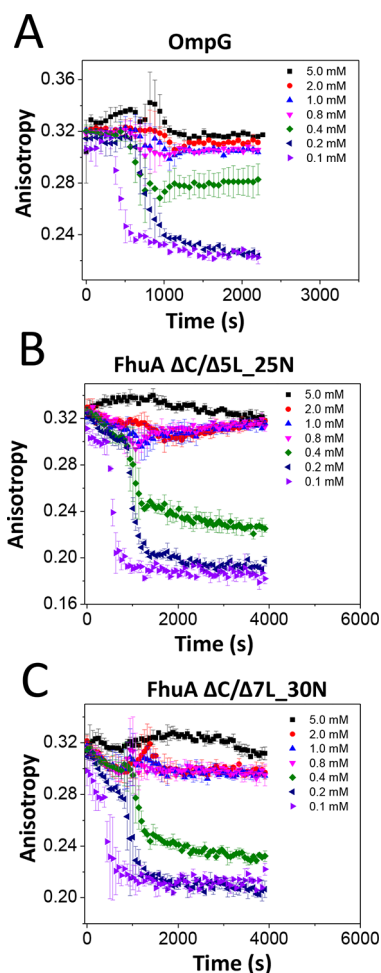 A
OmpG
0.36
0.32
0.28
0.24
Anisotropy
5.0 mM
2.0 mM
1.0 mM
0.8 mM
0.4 mM
0.2 mM
0.1 mM
0 1000 2000 3000
Time (s)
B
FhuA ΔC/Δ5L_25N
0.32
0.28
0.24
0.20
0.16
Anisotropy
5.0 mM
2.0 mM
1.0 mM
0.8 mM
0.4 mM
0.2 mM
0.1 mM
0 2000 4000 6000
Time (s)
C
FhuA ΔC/Δ7L_30N
0.32
0.28
0.24
0.20
Anisotropy
5.0 mM
2.0 mM
1.0 mM
0.8 mM
0.4 mM
0.2 mM
0.1 mM
0 2000 4000 6000
Time (s)